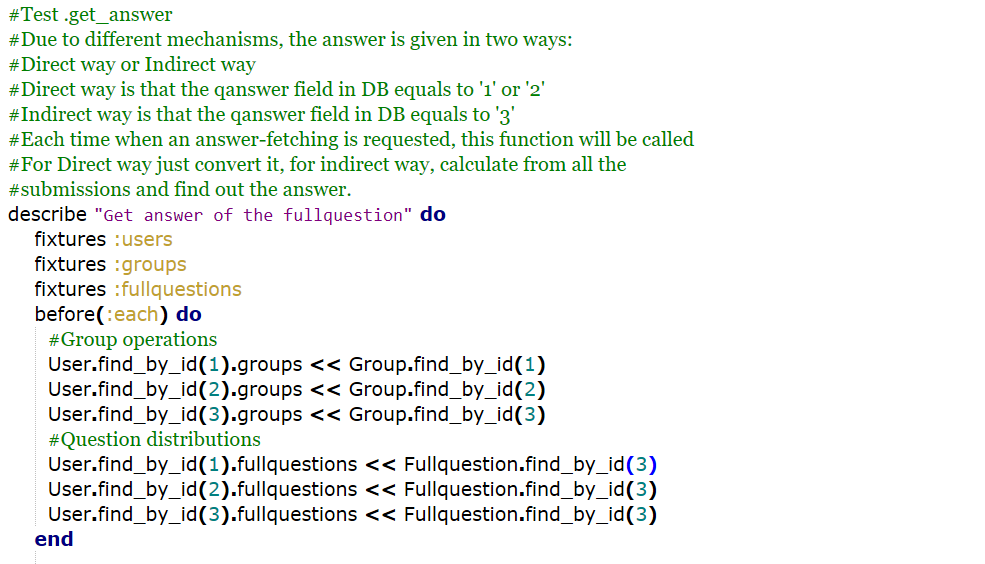 #Test .get_answer
#Due to different mechanisms, the answer is given in two ways:
#Direct way or Indirect way
#Direct way is that the qanswer field in DB equals to '1' or '2'
#Indirect way is that the qanswer field in DB equals to '3'
#Each time when an answer-fetching is requested, this function will be called
#For Direct way just convert it, for indirect way, calculate from all the
#submissions and find out the answer.
describe "Get answer of the fullquestion" do
fixtures :users
fixtures :groups
fixtures :fullquestions
before(:each) do
#Group operations
User.find_by_id(1).groups << Group.find_by_id(1)
User.find_by_id(2).groups << Group.find_by_id(2)
User.find_by_id(3).groups << Group.find_by_id(3)
#Question distributions
User.find_by_id(1).fullquestions << Fullquestion.find_by_id(3)
User.find_by_id(2).fullquestions << Fullquestion.find_by_id(3)
User.find_by_id(3).fullquestions << Fullquestion.find_by_id(3)
end